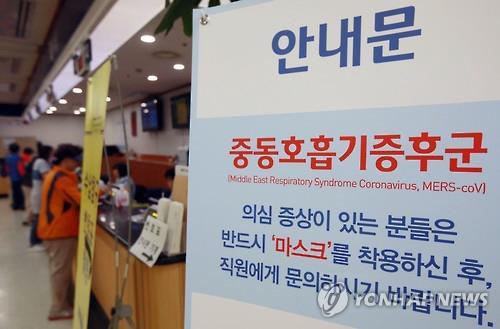 안내문
중동호흡기증후군
(Middle East Respiratory Syndrome Coronavirus, MERS-CoV)
의심 증상이 있는 분들은
반드시 '마스크'를 착용하신 후,
직원에게 문의하시기 바랍니다.
YONHAP NEWS